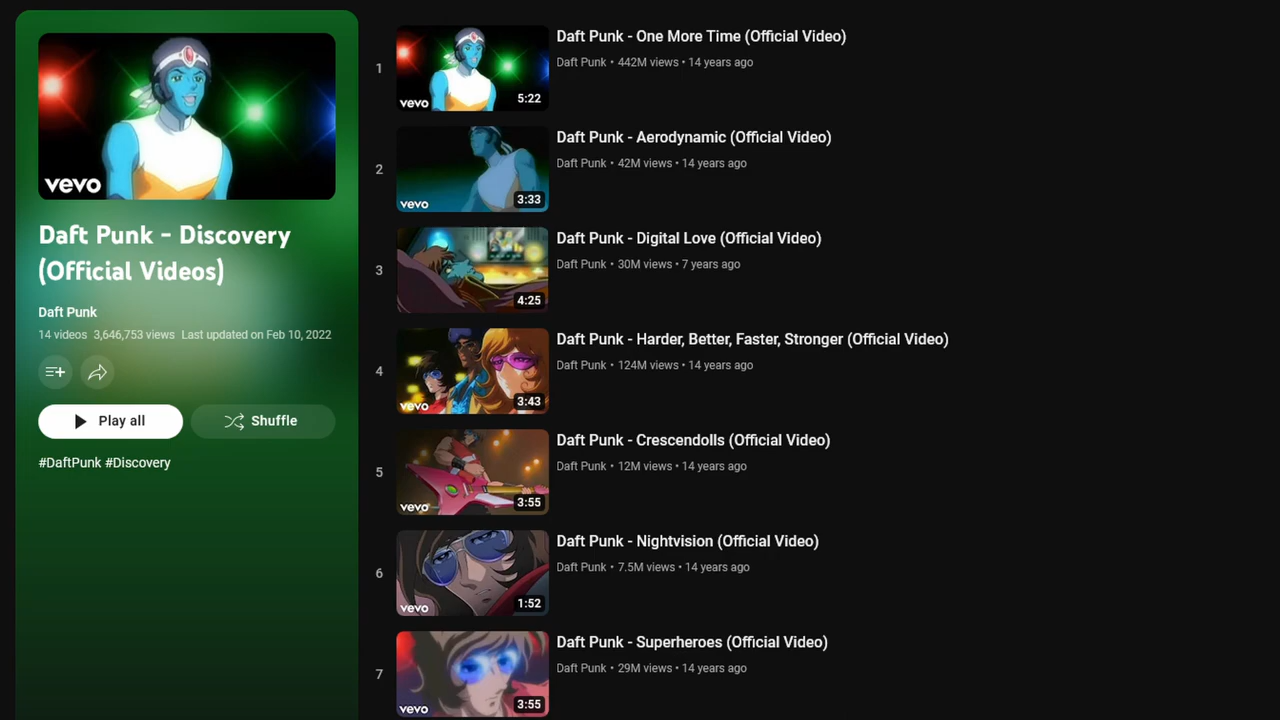 vevo
Daft Punk - Discovery
(Official Videos)
Daft Punk
14 videos 3,646,753 views Last updated on Feb 10, 2022
Play all
Shuffle
#DaftPunk #Discovery
1
vevo
5:22
Daft Punk - One More Time (Official Video)
Daft Punk • 442M views • 14 years ago
2
vevo
3:33
Daft Punk - Aerodynamic (Official Video)
Daft Punk • 42M views • 14 years ago
3
4:25
Daft Punk - Digital Love (Official Video)
Daft Punk • 30M views • 7 years ago
4
vevo
3:43
Daft Punk - Harder, Better, Faster, Stronger (Official Video)
Daft Punk • 124M views • 14 years ago
5
vevo
3:55
Daft Punk - Crescendolls (Official Video)
Daft Punk • 12M views • 14 years ago
6
vevo
1:52
Daft Punk - Nightvision (Official Video)
Daft Punk • 7.5M views • 14 years ago
7
vevo
3:55
Daft Punk - Superheroes (Official Video)
Daft Punk • 29M views • 14 years ago